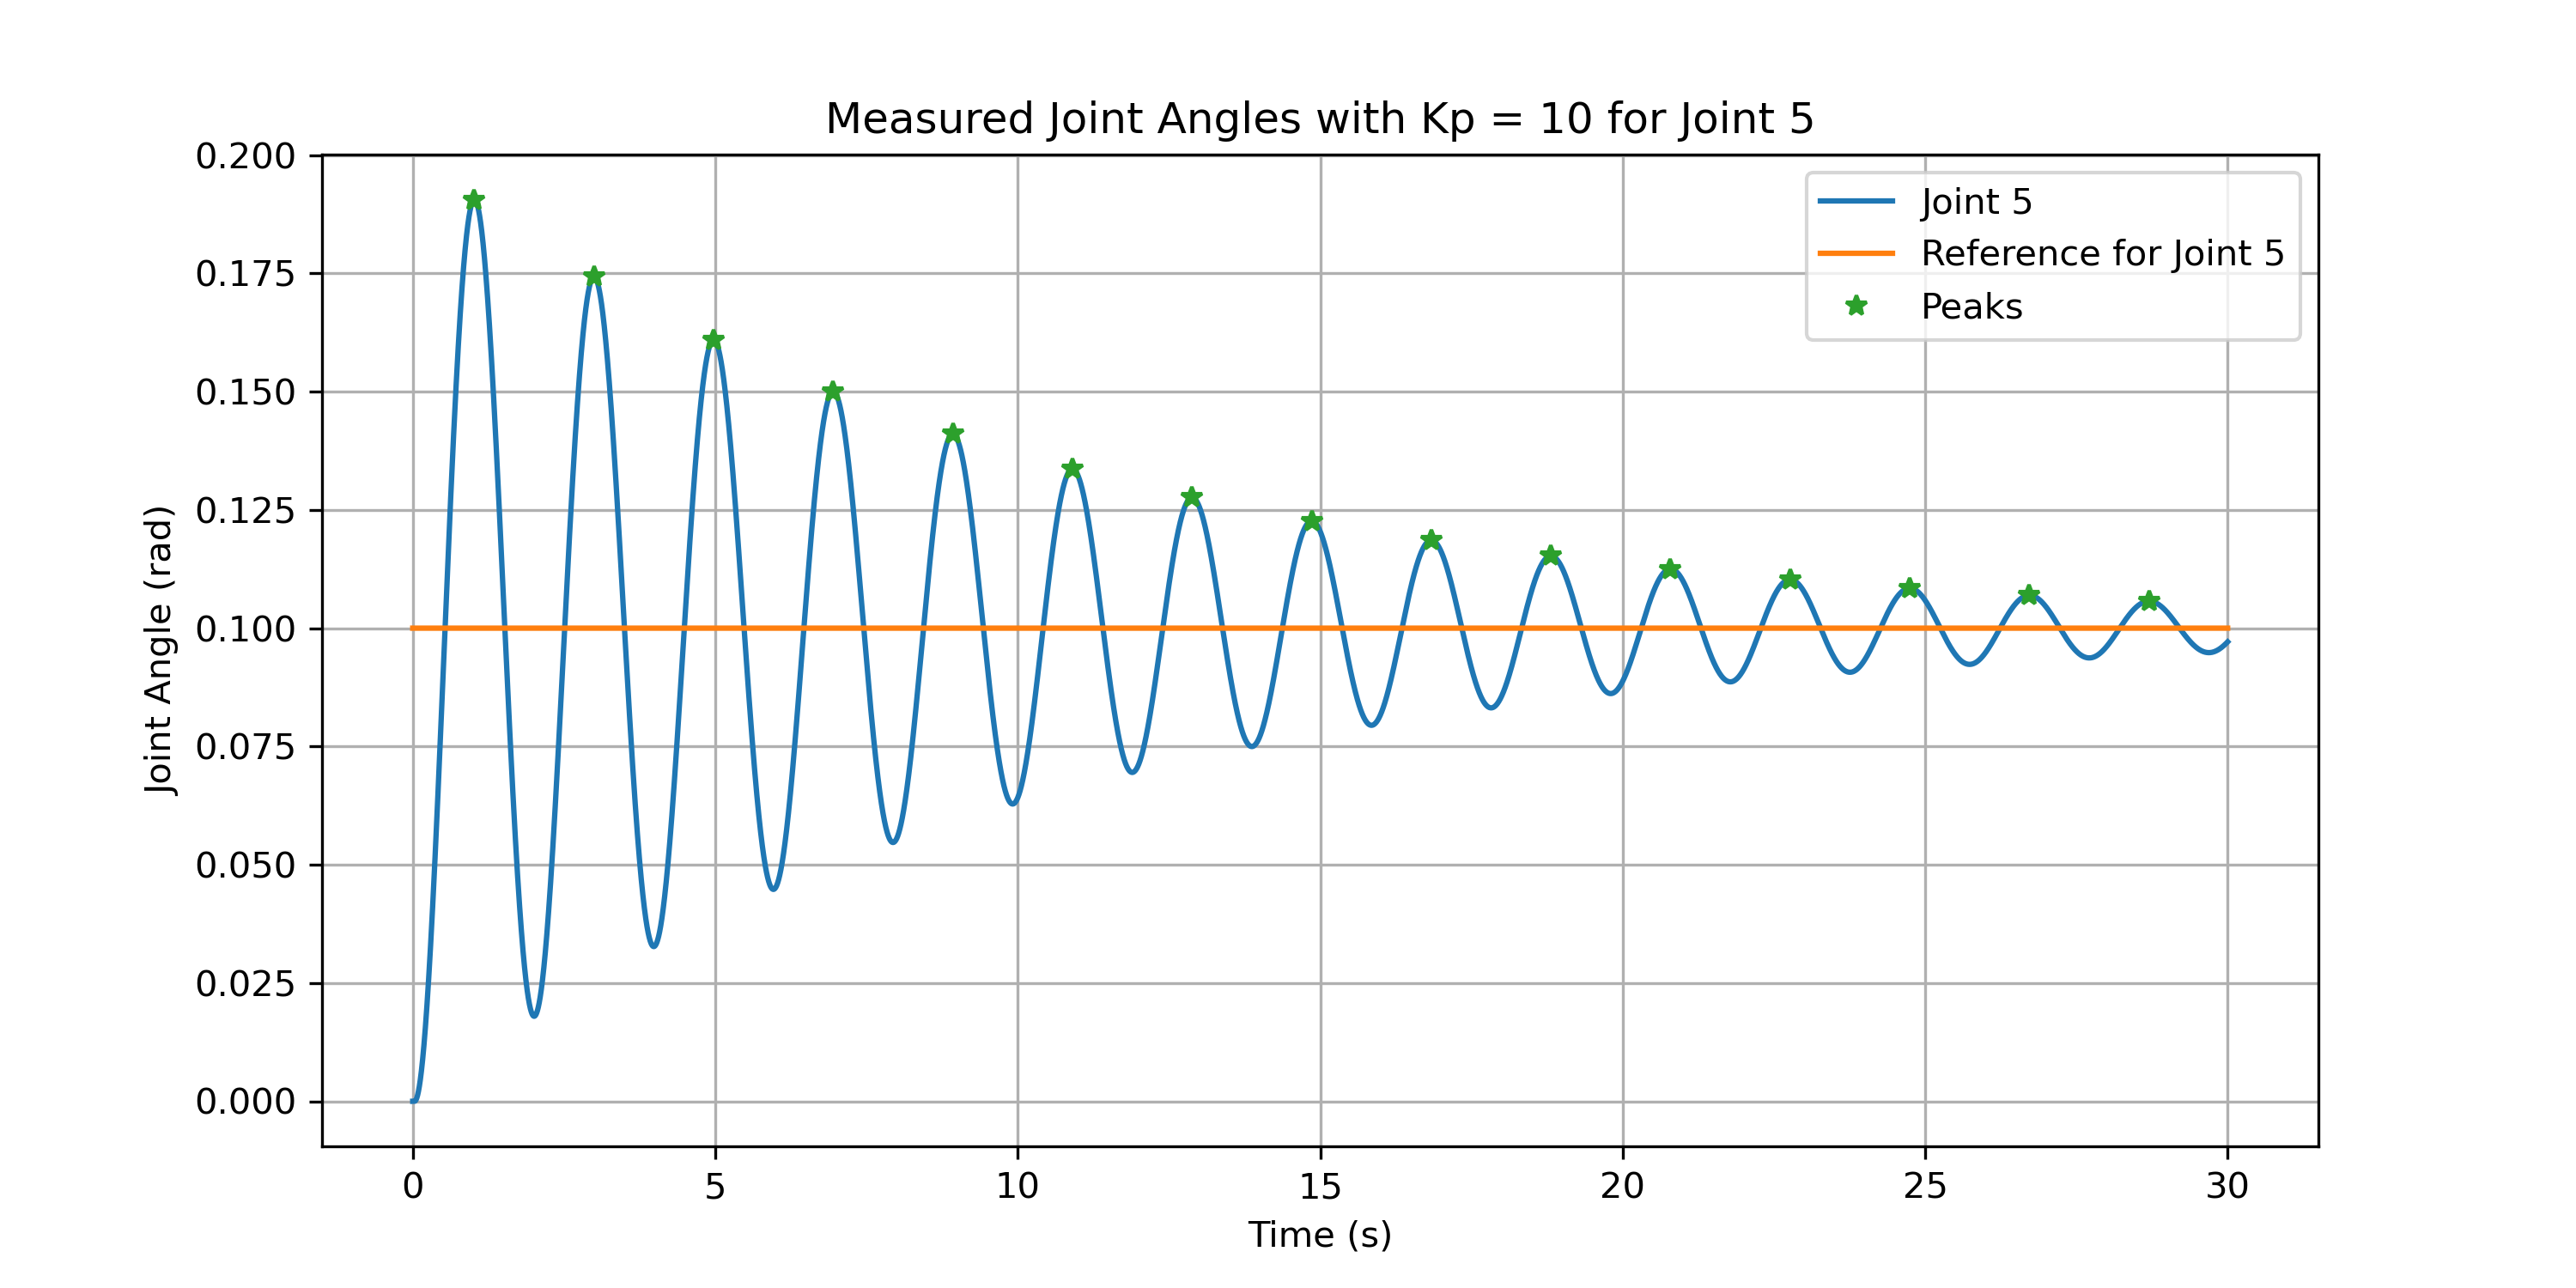 Measured Joint Angles with Kp = 10 for Joint 5
0.200
0.175
0.150
0.125
0.100
0.075
0.050
0.025
0.000
Joint Angle (rad)
Joint 5
Reference for Joint 5
Peaks
0 5 10 15 20 25 30
Time (s)